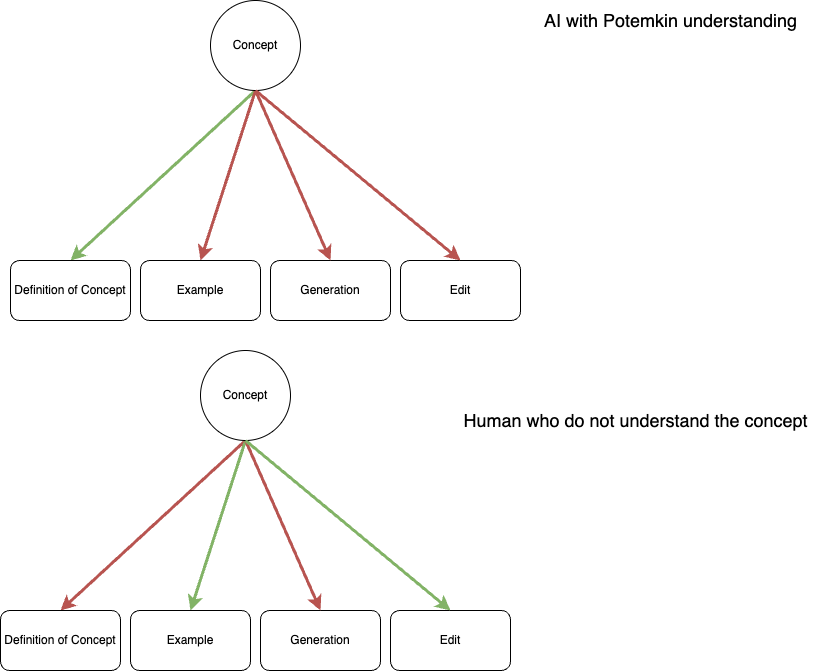 Concept
AI with Potemkin understanding
Definition of Concept
Example
Generation
Edit
Concept
Human who do not understand the concept
Definition of Concept
Example
Generation
Edit